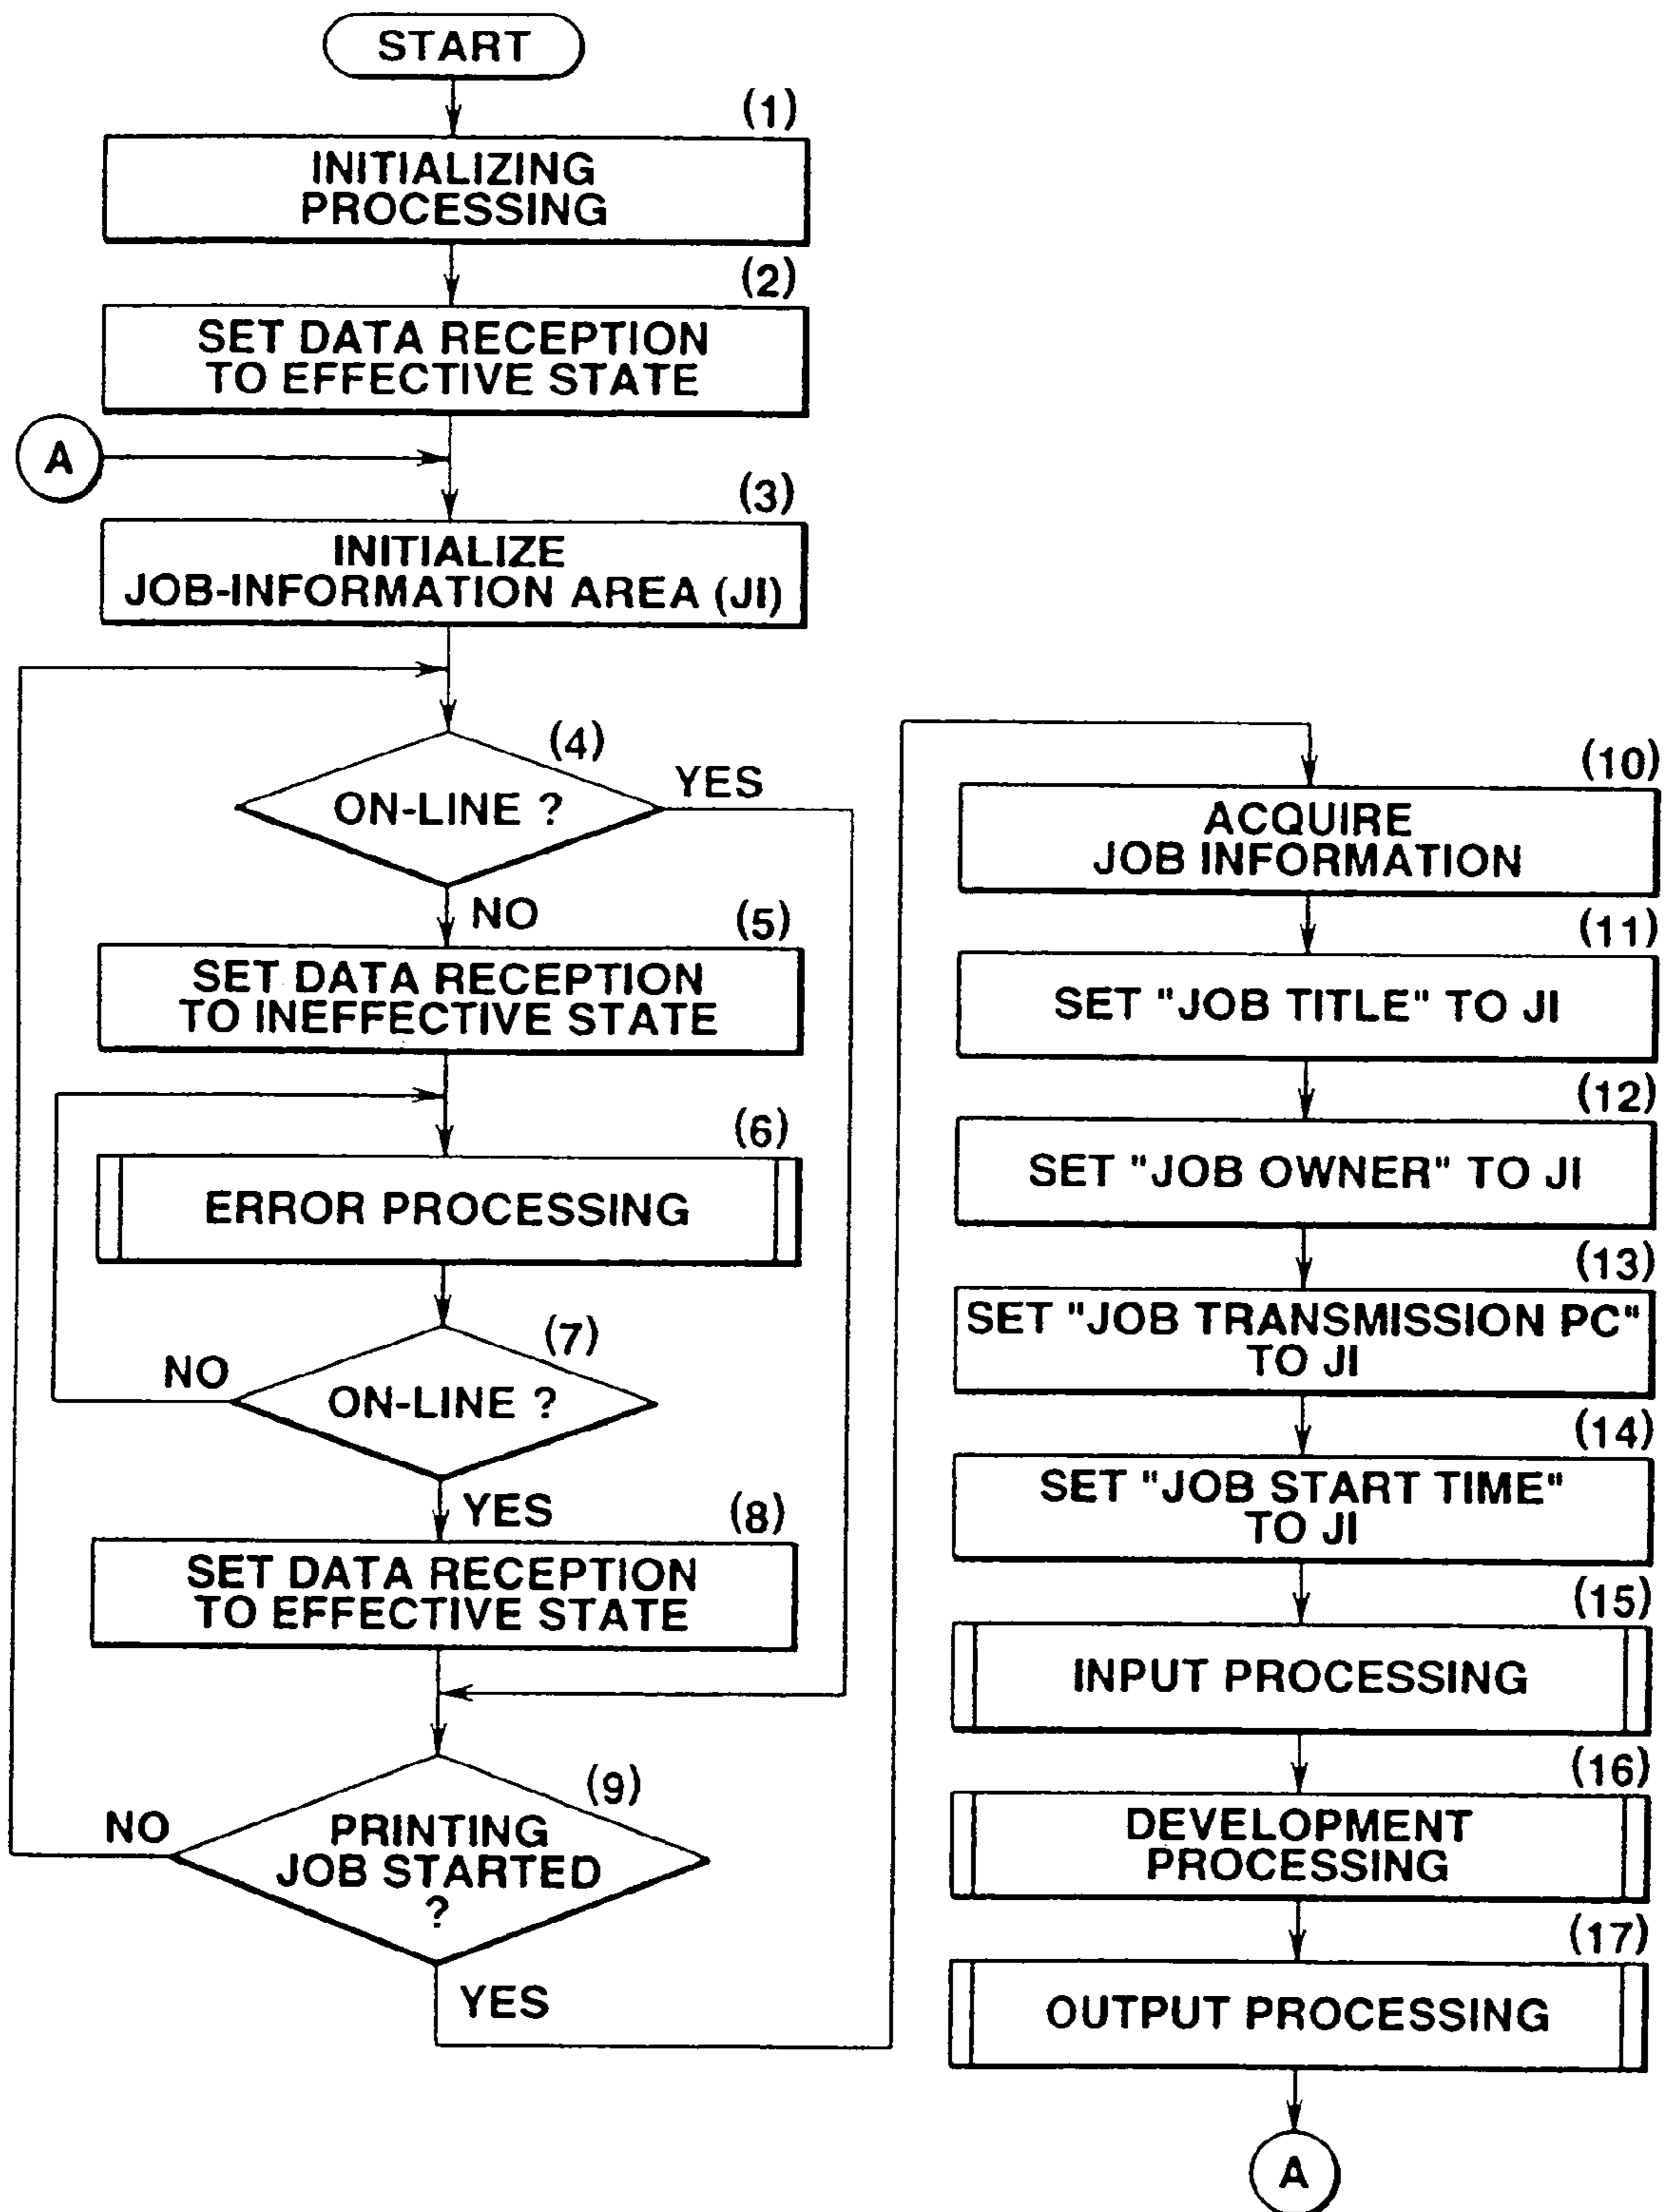 START
(1)
INITIALIZING
PROCESSING
(2)
SET DATA RECEPTION
TO EFFECTIVE STATE
A
(3)
INITIALIZE
JOB-INFORMATION AREA (JI)
(4)
ON-LINE ?
YES
NO
(5)
SET DATA RECEPTION
TO INEFFECTIVE STATE
(6)
ERROR PROCESSING
(7)
ON-LINE ?
NO
YES
(8)
SET DATA RECEPTION
TO EFFECTIVE STATE
(9)
PRINTING
JOB STARTED
?
NO
YES
(10)
ACQUIRE
JOB INFORMATION
(11)
SET "JOB TITLE" TO JI
(12)
SET "JOB OWNER" TO JI
(13)
SET "JOB TRANSMISSION PC"
TO JI
(14)
SET "JOB START TIME"
TO JI
(15)
INPUT PROCESSING
(16)
DEVELOPMENT
PROCESSING
(17)
OUTPUT PROCESSING
A